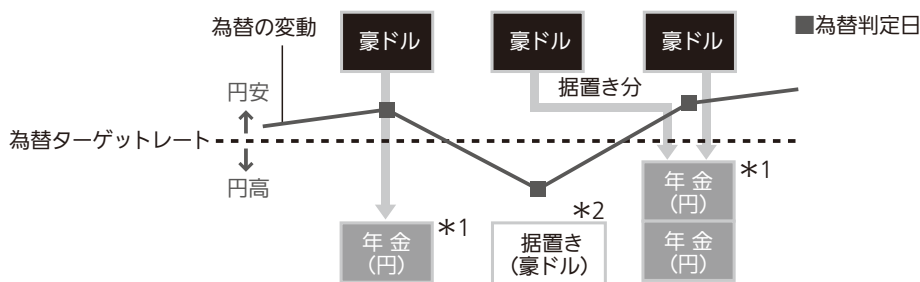 為替の変動
豪ドル
豪ドル
豪ドル
■為替判定日
据置き分
円安
為替ターゲットレート
円高
年金
(円)
*1
*2
据置き
(豪ドル)
年金
(円)
*1
年金
(円)